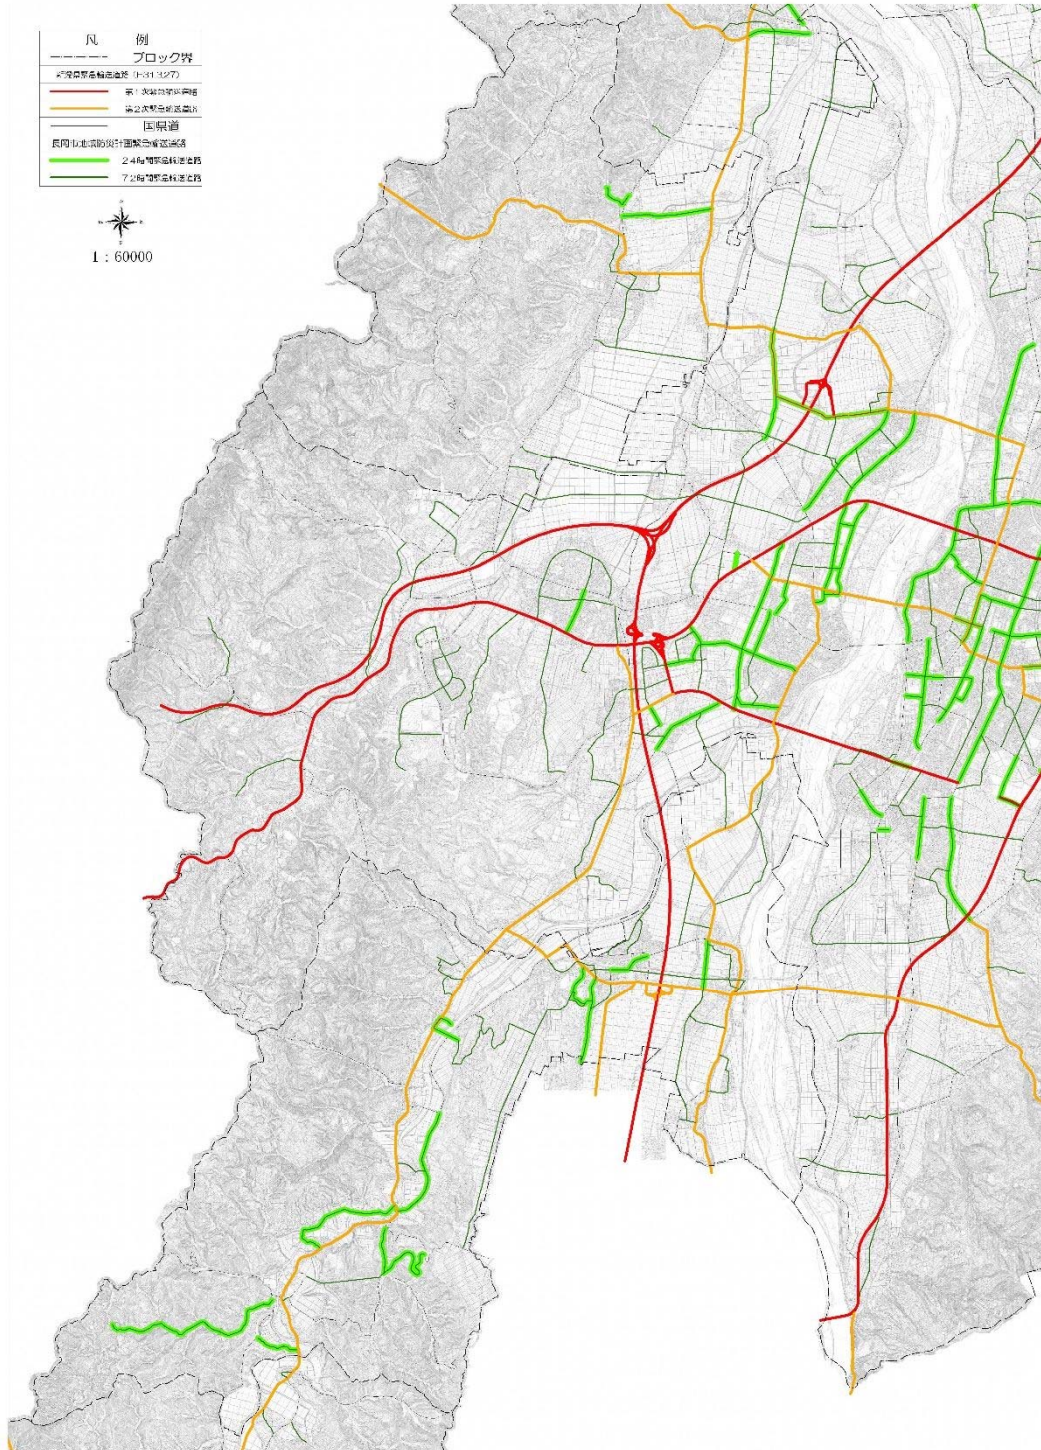 凡 例
ブロック界
新潟県緊急輸送道路 (H31.3.27)
第1次緊急輸送道路
第2次緊急輸送道路
国県道
長岡市地域防災計画緊急輸送道路
24時間緊急輸送道路
72時間緊急輸送道路
1 : 60000